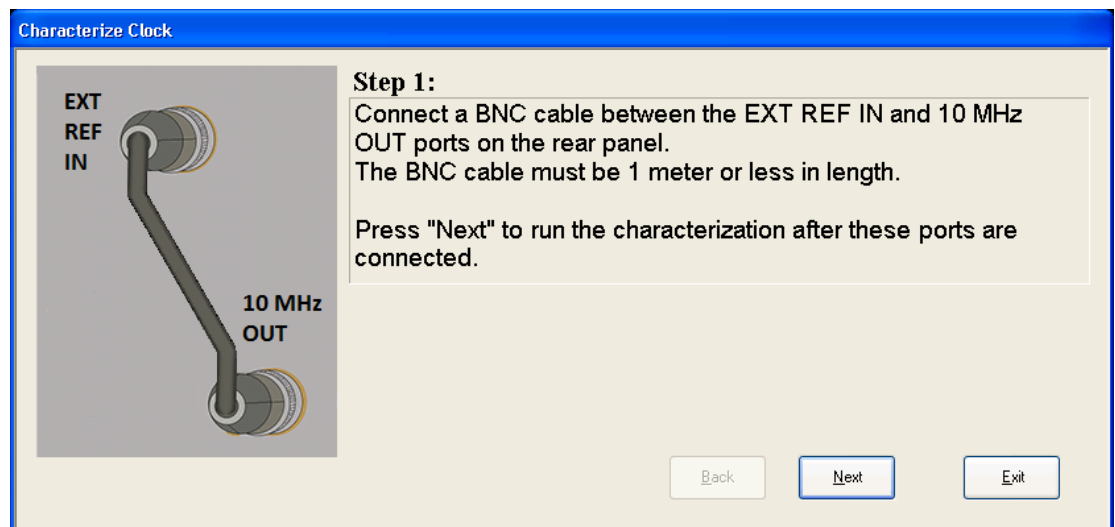 Characterize Clock
EXT
REF
IN
10 MHz
OUT
Step 1:
Connect a BNC cable between the EXT REF IN and 10 MHz
OUT ports on the rear panel.
The BNC cable must be 1 meter or less in length.
Press "Next" to run the characterization after these ports are
connected.
Back
Next
Exit